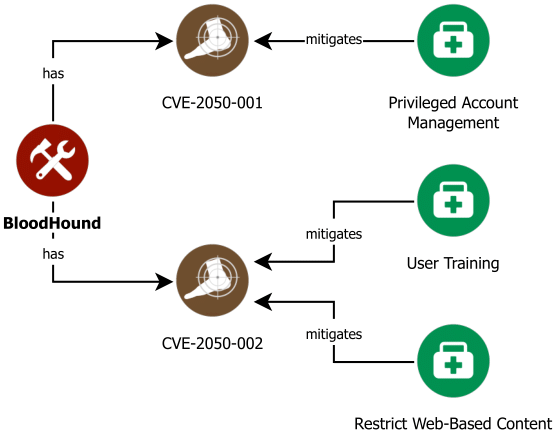 mitigates
has
CVE-2050-001
Privileged Account
Management
BloodHound
has
mitigates
User Training
CVE-2050-002
mitigates
Restrict Web-Based Content